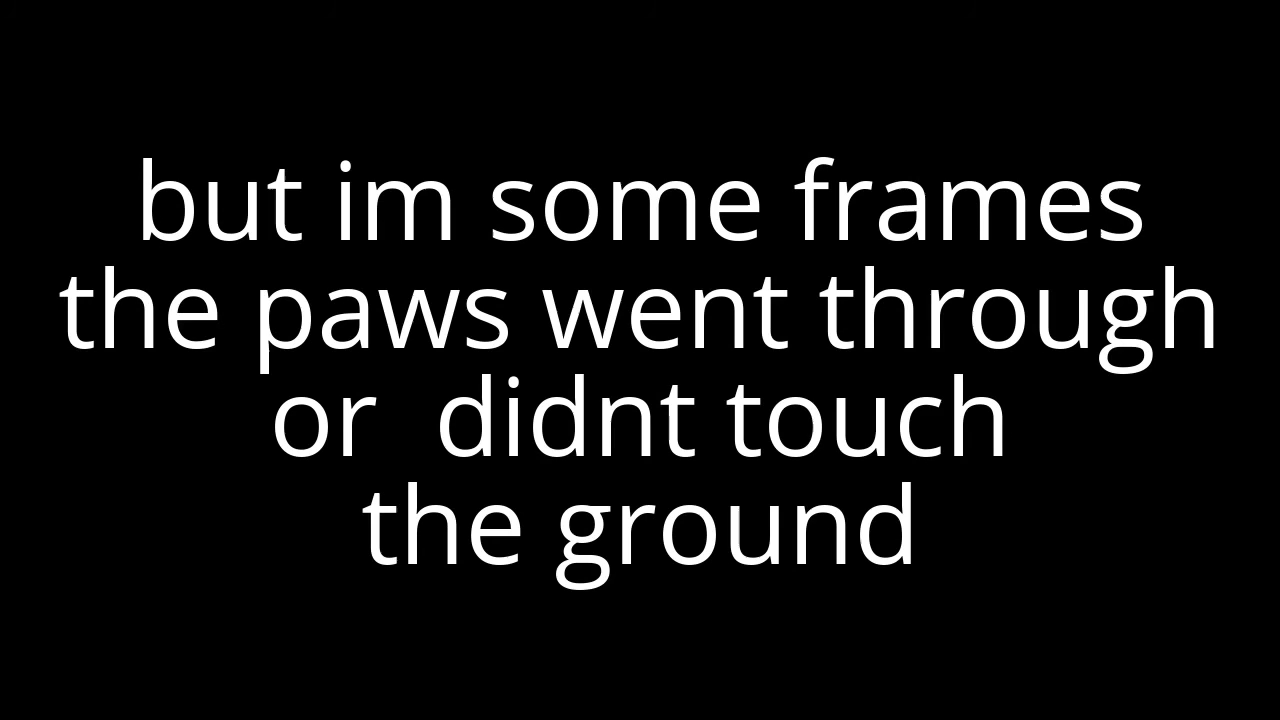 but im some frames
the paws went through
or  didnt touch
the ground